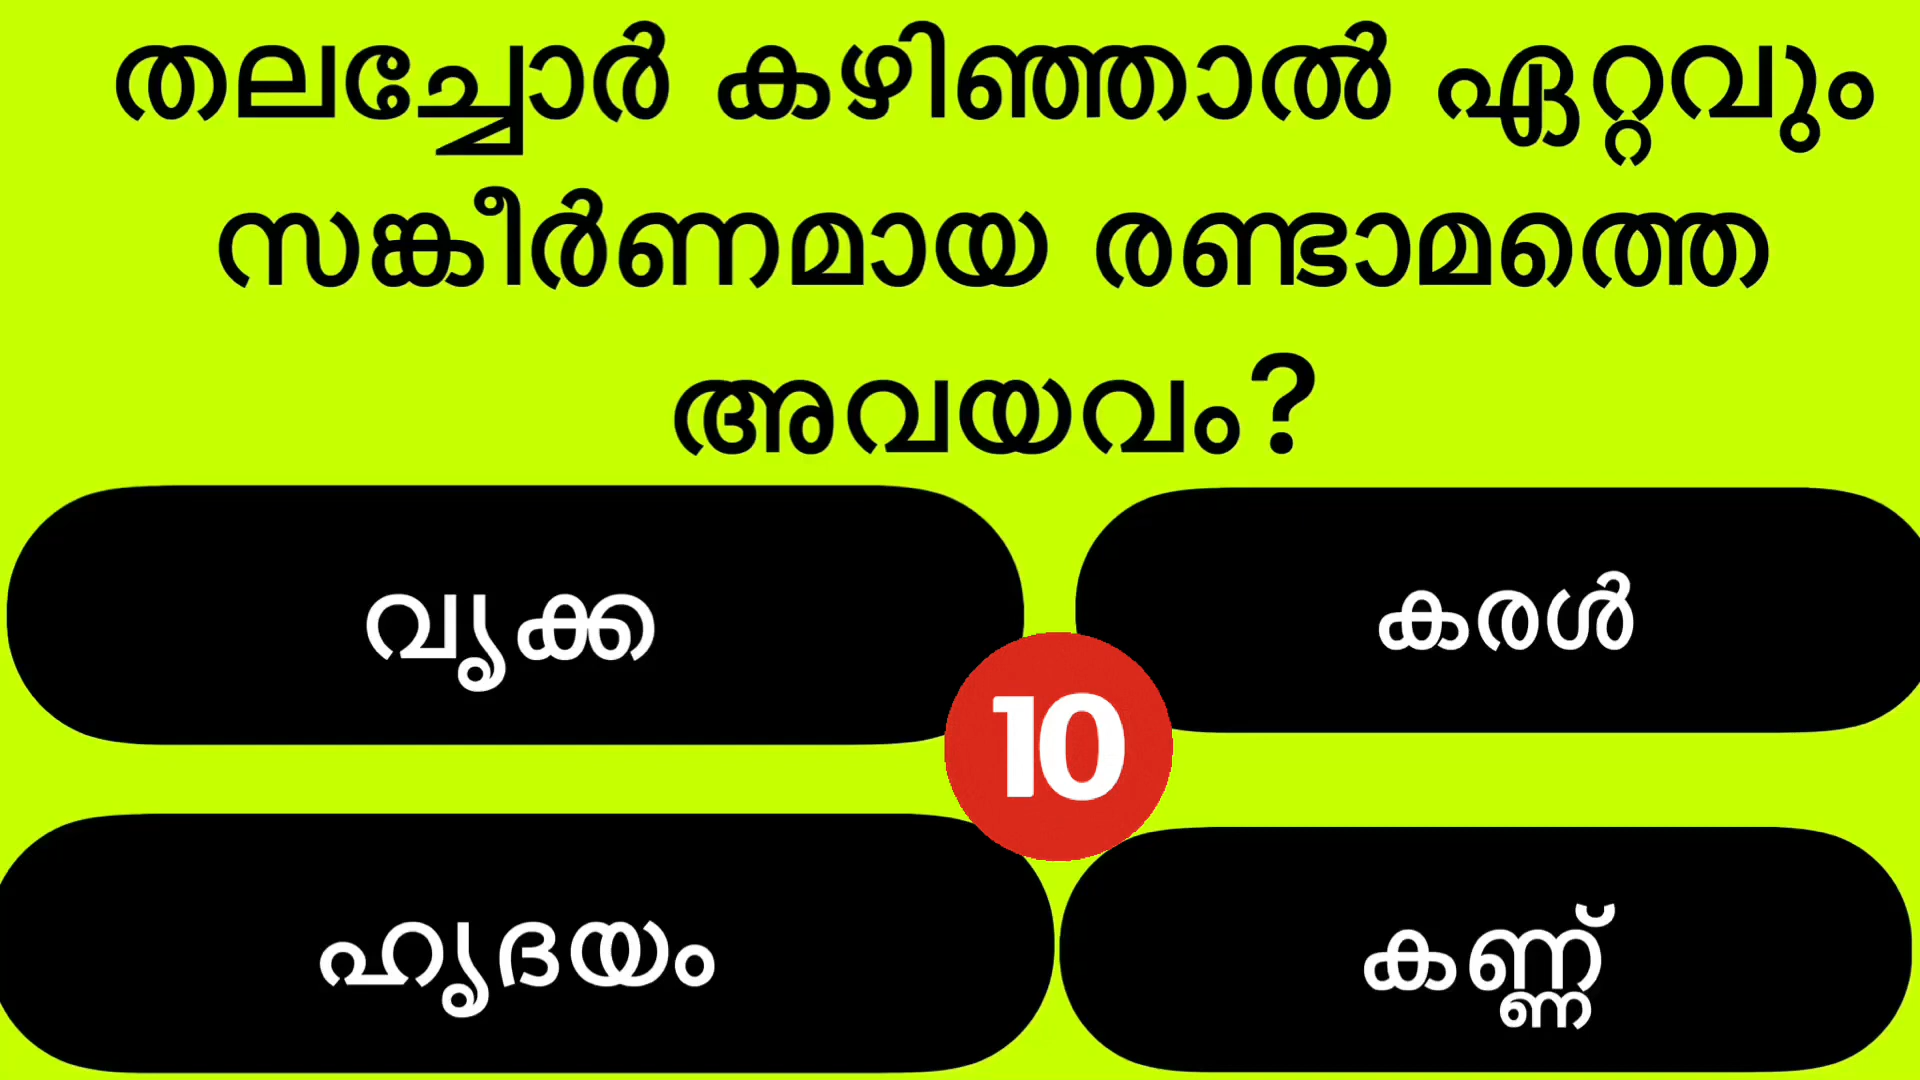 തലച്ചോർ കഴിഞ്ഞാൽ ഏറ്റവും
സങ്കീർണമായ രണ്ടാമത്തെ
അവയവം?
വൃക്ക
കരൾ
10
ഹൃദയം
കണ്ണ്